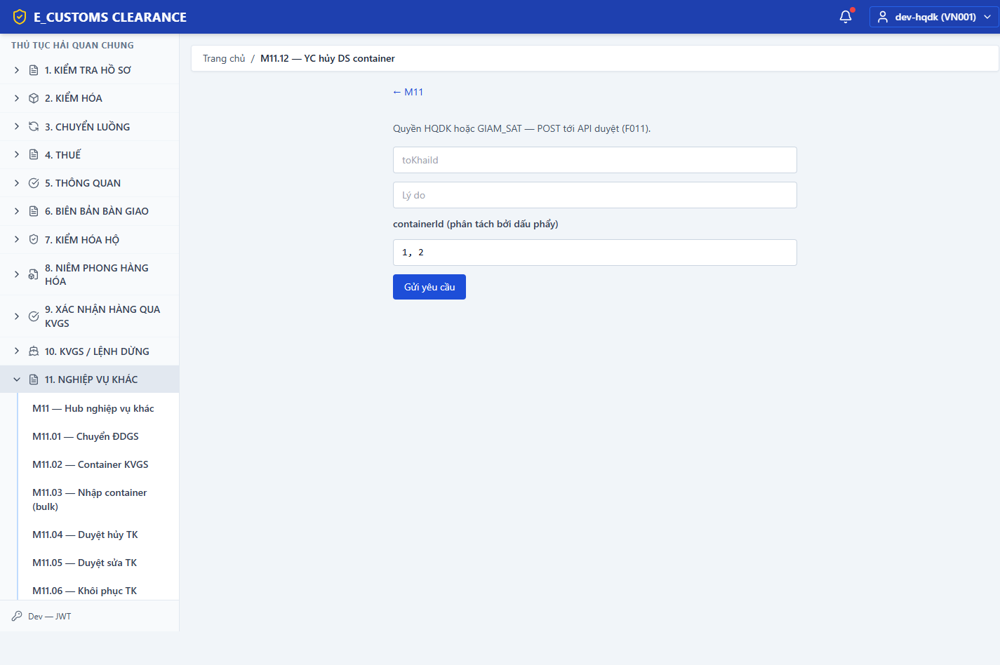 E_CUSTOMS CLEARANCE
dev-hqdk (VN001)
THỦ TỤC HẢI QUAN CHUNG
1. KIỂM TRA HỒ SƠ
2. KIỂM HÓA
3. CHUYỂN LUỒNG
4. THUẾ
5. THÔNG QUAN
6. BIÊN BẢN BÀN GIAO
7. KIỂM HÓA HỘ
8. NIÊM PHONG HÀNG
HÓA
9. XÁC NHẬN HÀNG QUA
KVGS
10. KVGS / LỆNH DỪNG
11. NGHIỆP VỤ KHÁC
M11 — Hub nghiệp vụ khác
M11.01 — Chuyển ĐDGS
M11.02 — Container KVGS
M11.03 — Nhập container
(bulk)
M11.04 — Duyệt hủy TK
M11.05 — Duyệt sửa TK
M11.06 — Khôi phục TK
Dev — JWT
Trang chủ / M11.12 — YC hủy DS container
← M11
Quyền HQDK hoặc GIAM_SAT — POST tới API duyệt (F011).
toKhaiId
Lý do
containerId (phân tách bởi dấu phẩy)
1, 2
Gửi yêu cầu